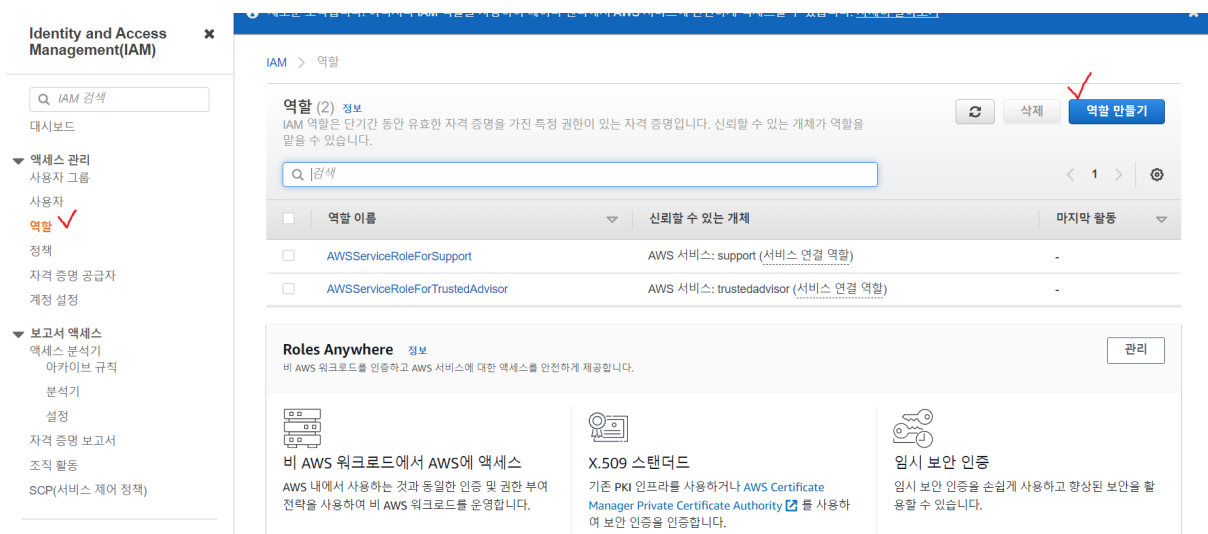 Identity and Access
Management(IAM)
IAM 검색
대시보드
액세스 관리
사용자 그룹
사용자
역할
정책
자격 증명 공급자
계정 설정
보고서 액세스
액세스 분석기
아카이브 규칙
분석기
설정
자격 증명 보고서
조직 활동
SCP(서비스 제어 정책)
IAM > 역할
역할 (2) 정보
IAM 역할은 단기간 동안 유효한 자격 증명을 가진 특정 권한이 있는 자격 증명입니다. 신뢰할 수 있는 개체가 역할을
맡을 수 있습니다.
삭제
역할 만들기
검색
1
역할 이름 신뢰할 수 있는 개체 마지막 활동
AWSServiceRoleForSupport AWS 서비스: support (서비스 연결 역할) -
AWSServiceRoleForTrustedAdvisor AWS 서비스: trustedadvisor (서비스 연결 역할) -
Roles Anywhere 정보
비 AWS 워크로드를 인증하고 AWS 서비스에 대한 액세스를 안전하게 제공합니다.
관리
비 AWS 워크로드에서 AWS에 액세스
AWS 내에서 사용하는 것과 동일한 인증 및 권한 부여
전략을 사용하여 비 AWS 워크로드를 운영합니다.
X.509 스탠더드
기존 PKI 인프라를 사용하거나 AWS Certificate
Manager Private Certificate Authority 를 사용하
여 보안 인증을 인증합니다.
임시 보안 인증
임시 보안 인증을 손쉽게 사용하고 향상된 보안을 활
용할 수 있습니다.